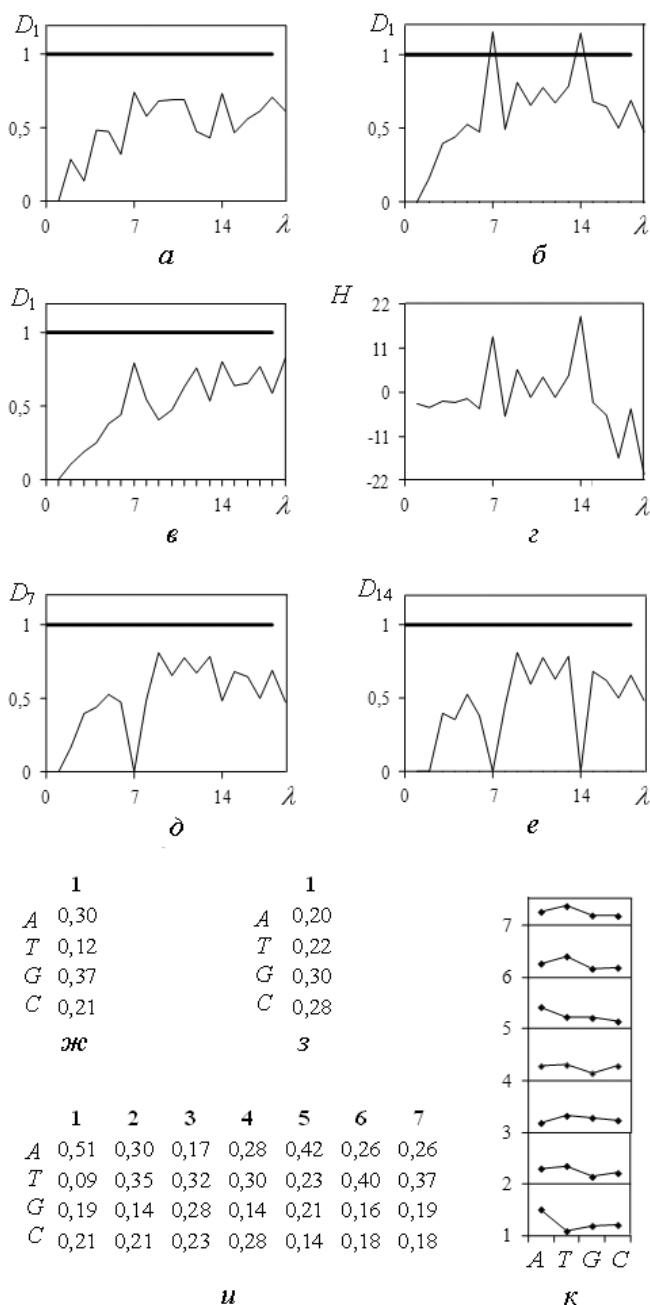 D1
1
0,5
0
0 7 14 λ
а
D1
1
0,5
0
0 7 14 λ
б
D1
1
0,5
0
0 7 14 λ
в
H
22
11
0
-11
-22
0 7 14 λ
г
D7
1
0,5
0
0 7 14 λ
д
D14
1
0,5
0
0 7 14 λ
е
1
A 0,30
T 0,12
G 0,37
C 0,21
ж
1
A 0,20
T 0,22
G 0,30
C 0,28
з
1 2 3 4 5 6 7
A 0,51 0,30 0,17 0,28 0,42 0,26 0,26
T 0,09 0,35 0,32 0,30 0,23 0,40 0,37
G 0,19 0,14 0,28 0,14 0,21 0,16 0,19
C 0,21 0,21 0,23 0,28 0,14 0,18 0,18
и
7
6
5
4
3
2
1
A T G C
к